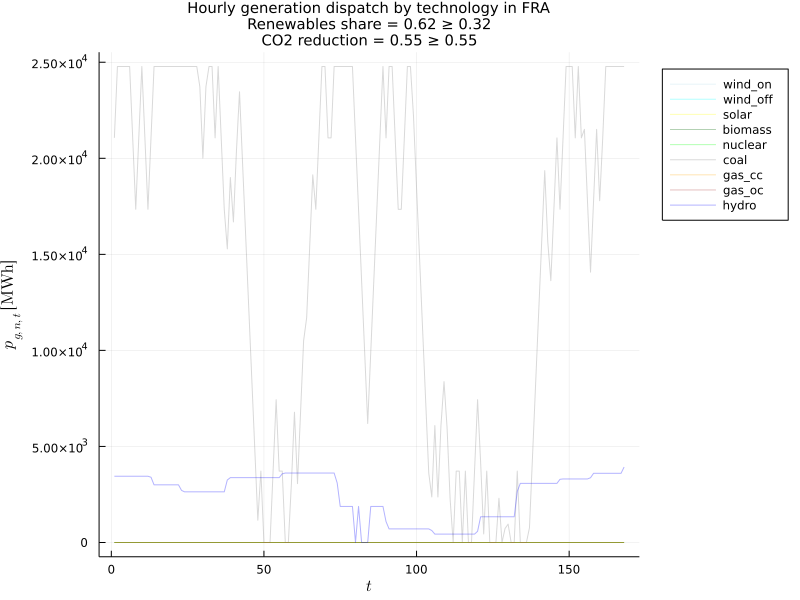 Hourly generation dispatch by technology in FRA
Renewables share = 0.62 ≥ 0.32
CO2 reduction = 0.55 ≥ 0.55
2.50×10⁴
2.00×10⁴
1.50×10⁴
1.00×10⁴
5.00×10³
0
p_{g,n,t} [MWh]
0 50 100 150
t
wind_on
wind_off
solar
biomass
nuclear
coal
gas_cc
gas_oc
hydro